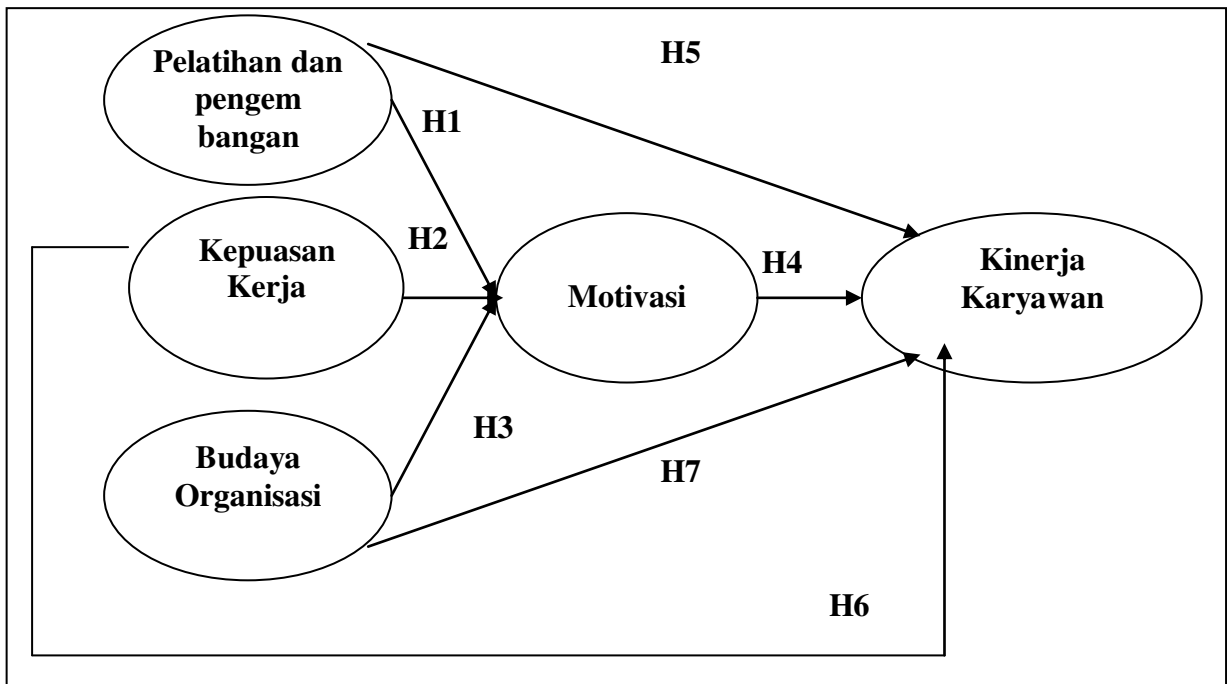 Pelatihan dan
pengem
bangan
H5
H1
Kepuasan
Kerja
H2
Motivasi
H4
Kinerja
Karyawan
H3
Budaya
Organisasi
H7
H6